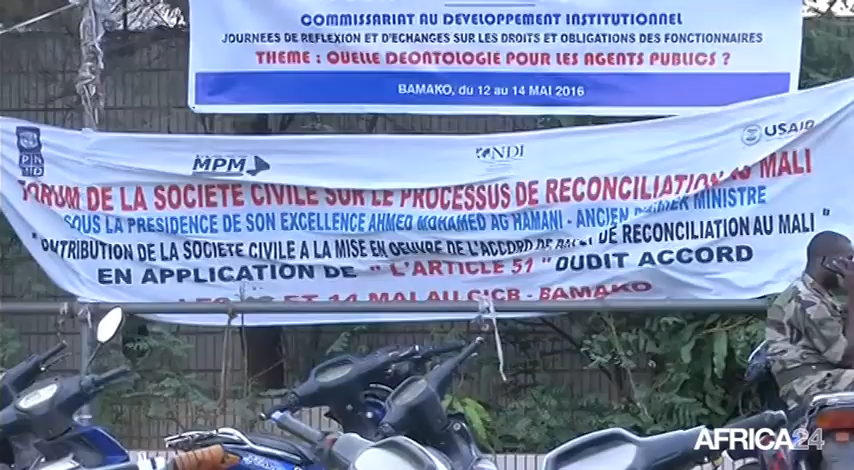 COMMISSARIAT AU DEVELOPPEMENT INSTITUTIONNEL
JOURNEES DE REFLEXION ET D'ECHANGES SUR LES DROITS ET OBLIGATIONS DES FONCTIONNAIRES
THEME : QUELLE DEONTOLOGIE POUR LES AGENTS PUBLICS ?
BAMAKO, du 12 au 14 MAI 2016
MPM
NDI
USAID
FORUM DE LA SOCIETE CIVILE SUR LE PROCESSUS DE RECONCILIATION AU MALI
SOUS LA PRESIDENCE DE SON EXCELLENCE AHMED MOHAMED AG HAMANI - ANCIEN PREMIER MINISTRE
"ONTRIBUTION DE LA SOCIETE CIVILE A LA MISE EN OEUVRE DE L'ACCORD DE DE RECONCILIATION AU MALI "
EN APPLICATION DE " L'ARTICLE 51 " DUDIT ACCORD
ET 14 MAI AU CICB - BAMAKO
AFRICA24